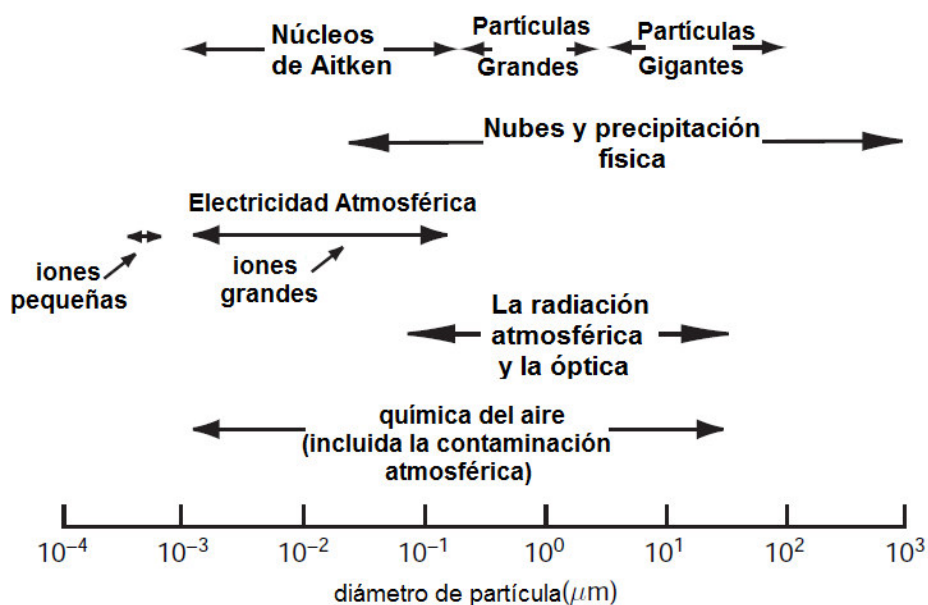 Núcleos
de Aitken
Partículas
Grandes
Partículas
Gigantes
Nubes y precipitación
física
Electricidad Atmosférica
iones
pequeñas
iones
grandes
La radiación
atmosférica
y la óptica
química del aire
(incluida la contaminación
atmosférica)
10⁻⁴ 10⁻³ 10⁻² 10⁻¹ 10⁰ 10¹ 10² 10³
diámetro de partícula(μm)